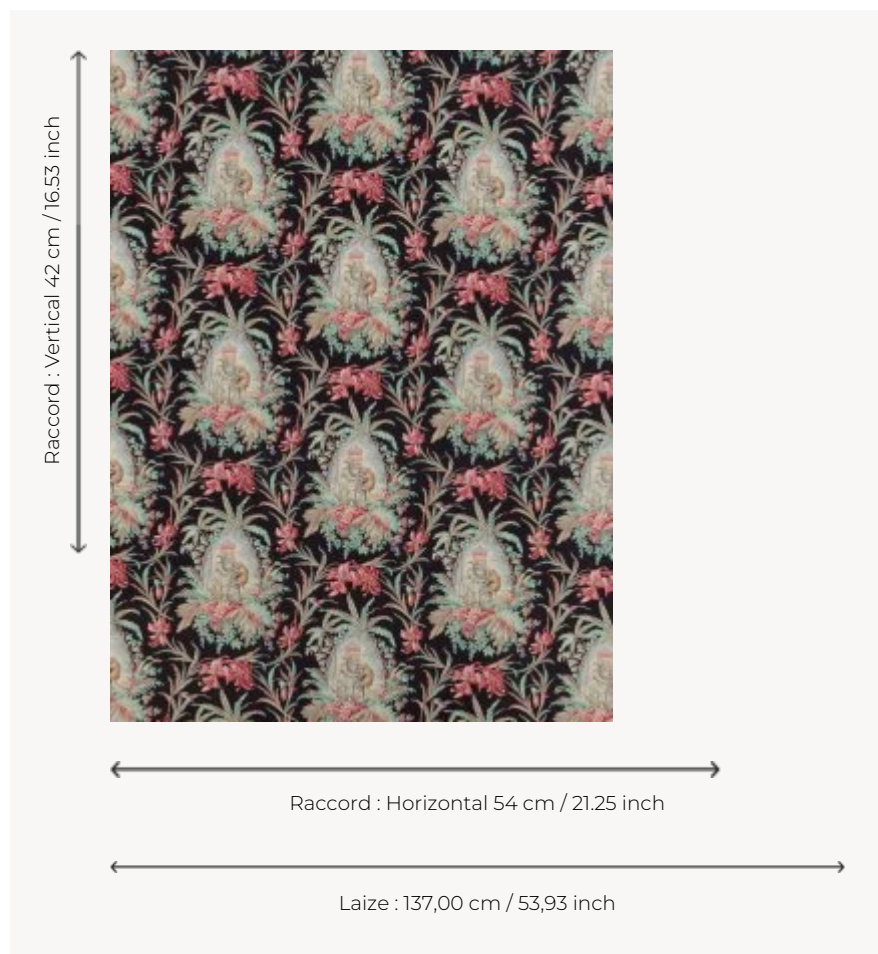 Raccord : Vertical 42 cm / 16.53 inch
Raccord : Horizontal 54 cm / 21.25 inch
Laize : 137,00 cm / 53,93 inch